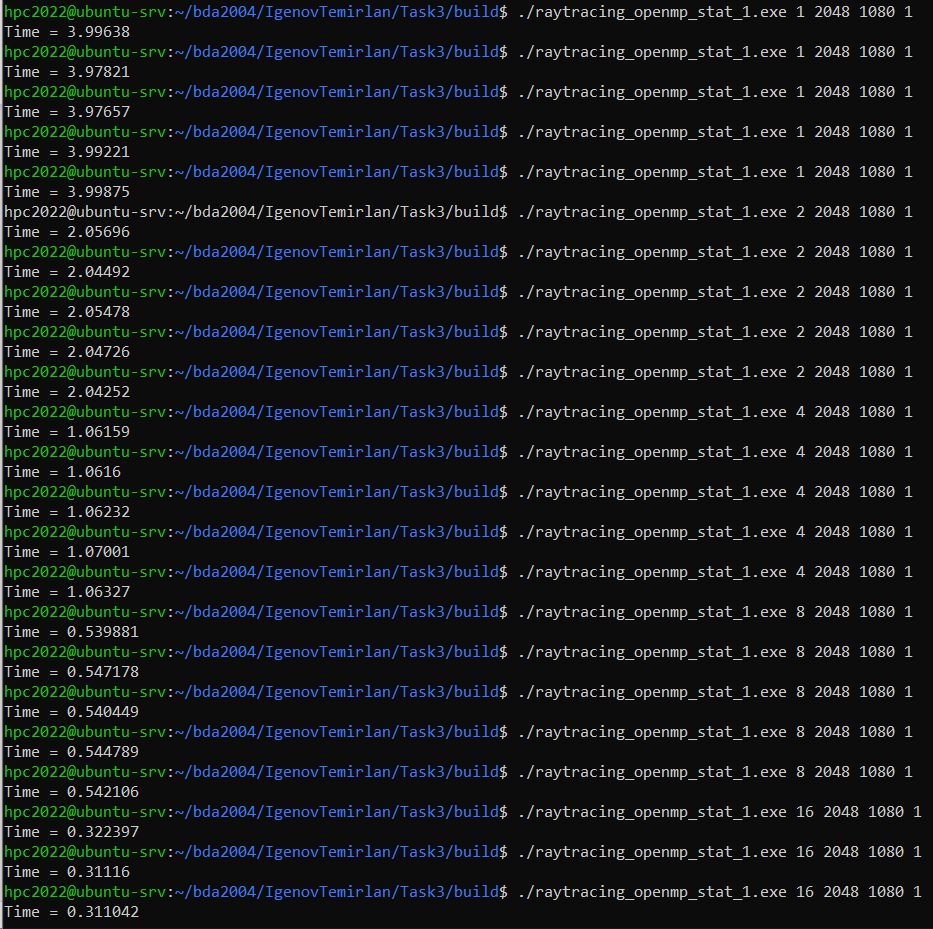 hpc2022@ubuntu-srv:~/bda2004/IgenovTemirlan/Task3/build$ ./raytracing_openmp_stat_1.exe 1 2048 1080 1
Time = 3.99638
hpc2022@ubuntu-srv:~/bda2004/IgenovTemirlan/Task3/build$ ./raytracing_openmp_stat_1.exe 1 2048 1080 1
Time = 3.97821
hpc2022@ubuntu-srv:~/bda2004/IgenovTemirlan/Task3/build$ ./raytracing_openmp_stat_1.exe 1 2048 1080 1
Time = 3.97657
hpc2022@ubuntu-srv:~/bda2004/IgenovTemirlan/Task3/build$ ./raytracing_openmp_stat_1.exe 1 2048 1080 1
Time = 3.99221
hpc2022@ubuntu-srv:~/bda2004/IgenovTemirlan/Task3/build$ ./raytracing_openmp_stat_1.exe 1 2048 1080 1
Time = 3.99875
hpc2022@ubuntu-srv:~/bda2004/IgenovTemirlan/Task3/build$ ./raytracing_openmp_stat_1.exe 2 2048 1080 1
Time = 2.05696
hpc2022@ubuntu-srv:~/bda2004/IgenovTemirlan/Task3/build$ ./raytracing_openmp_stat_1.exe 2 2048 1080 1
Time = 2.04492
hpc2022@ubuntu-srv:~/bda2004/IgenovTemirlan/Task3/build$ ./raytracing_openmp_stat_1.exe 2 2048 1080 1
Time = 2.05478
hpc2022@ubuntu-srv:~/bda2004/IgenovTemirlan/Task3/build$ ./raytracing_openmp_stat_1.exe 2 2048 1080 1
Time = 2.04726
hpc2022@ubuntu-srv:~/bda2004/IgenovTemirlan/Task3/build$ ./raytracing_openmp_stat_1.exe 2 2048 1080 1
Time = 2.04252
hpc2022@ubuntu-srv:~/bda2004/IgenovTemirlan/Task3/build$ ./raytracing_openmp_stat_1.exe 4 2048 1080 1
Time = 1.06159
hpc2022@ubuntu-srv:~/bda2004/IgenovTemirlan/Task3/build$ ./raytracing_openmp_stat_1.exe 4 2048 1080 1
Time = 1.0616
hpc2022@ubuntu-srv:~/bda2004/IgenovTemirlan/Task3/build$ ./raytracing_openmp_stat_1.exe 4 2048 1080 1
Time = 1.06232
hpc2022@ubuntu-srv:~/bda2004/IgenovTemirlan/Task3/build$ ./raytracing_openmp_stat_1.exe 4 2048 1080 1
Time = 1.07001
hpc2022@ubuntu-srv:~/bda2004/IgenovTemirlan/Task3/build$ ./raytracing_openmp_stat_1.exe 4 2048 1080 1
Time = 1.06327
hpc2022@ubuntu-srv:~/bda2004/IgenovTemirlan/Task3/build$ ./raytracing_openmp_stat_1.exe 8 2048 1080 1
Time = 0.539881
hpc2022@ubuntu-srv:~/bda2004/IgenovTemirlan/Task3/build$ ./raytracing_openmp_stat_1.exe 8 2048 1080 1
Time = 0.547178
hpc2022@ubuntu-srv:~/bda2004/IgenovTemirlan/Task3/build$ ./raytracing_openmp_stat_1.exe 8 2048 1080 1
Time = 0.540449
hpc2022@ubuntu-srv:~/bda2004/IgenovTemirlan/Task3/build$ ./raytracing_openmp_stat_1.exe 8 2048 1080 1
Time = 0.544789
hpc2022@ubuntu-srv:~/bda2004/IgenovTemirlan/Task3/build$ ./raytracing_openmp_stat_1.exe 8 2048 1080 1
Time = 0.542106
hpc2022@ubuntu-srv:~/bda2004/IgenovTemirlan/Task3/build$ ./raytracing_openmp_stat_1.exe 16 2048 1080 1
Time = 0.322397
hpc2022@ubuntu-srv:~/bda2004/IgenovTemirlan/Task3/build$ ./raytracing_openmp_stat_1.exe 16 2048 1080 1
Time = 0.31116
hpc2022@ubuntu-srv:~/bda2004/IgenovTemirlan/Task3/build$ ./raytracing_openmp_stat_1.exe 16 2048 1080 1
Time = 0.311042